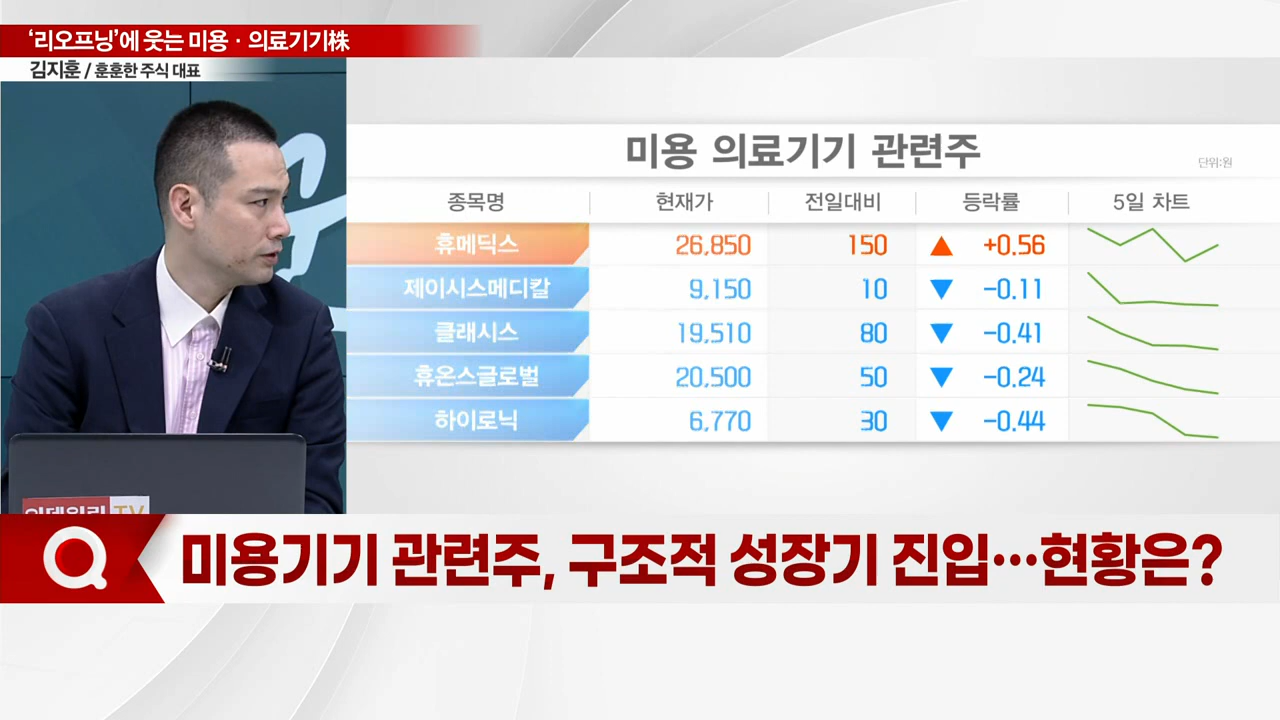 ‘리오프닝’에 웃는 미용·의료기기株
김지훈 / 훈훈한 주식 대표
미용 의료기기 관련주
단위:원
종목명 현재가 전일대비 등락률 5일 차트
휴메딕스 26,850 150 ▲ +0.56
제이시스메디칼 9,150 10 ▼ -0.11
클래시스 19,510 80 ▼ -0.41
휴온스글로벌 20,500 50 ▼ -0.24
하이로닉 6,770 30 ▼ -0.44
이데일리 TV
Q 미용기기 관련주, 구조적 성장기 진입…현황은?